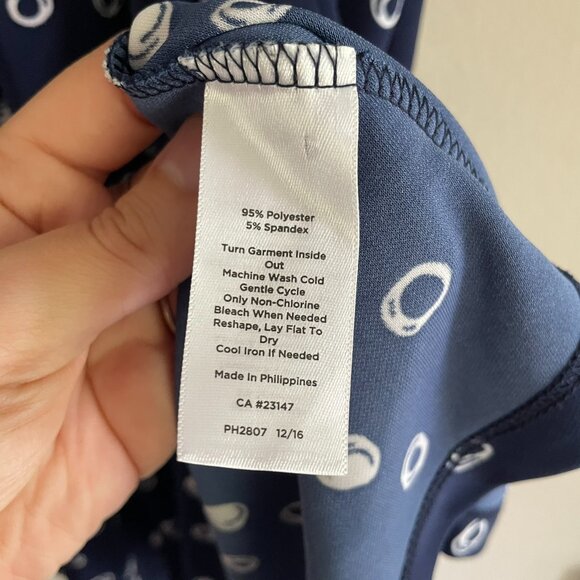 95% Polyester
5% Spandex
Turn Garment Inside
Out
Machine Wash Cold
Gentle Cycle
Only Non-Chlorine
Bleach When Needed
Reshape, Lay Flat To
Dry
Cool Iron If Needed
Made In Philippines
CA #23147
PH2807 12/16